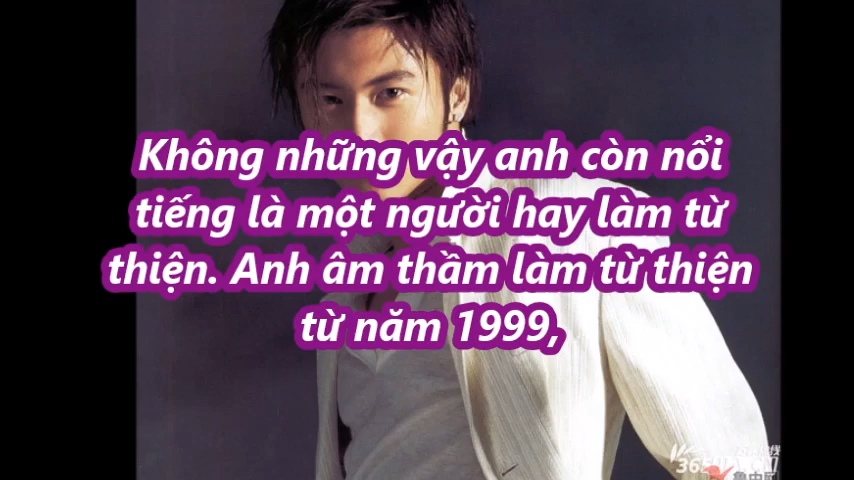 Không những vậy anh còn nổi
tiếng là một người hay làm từ
thiện. Anh âm thầm làm từ thiện
từ năm 1999,